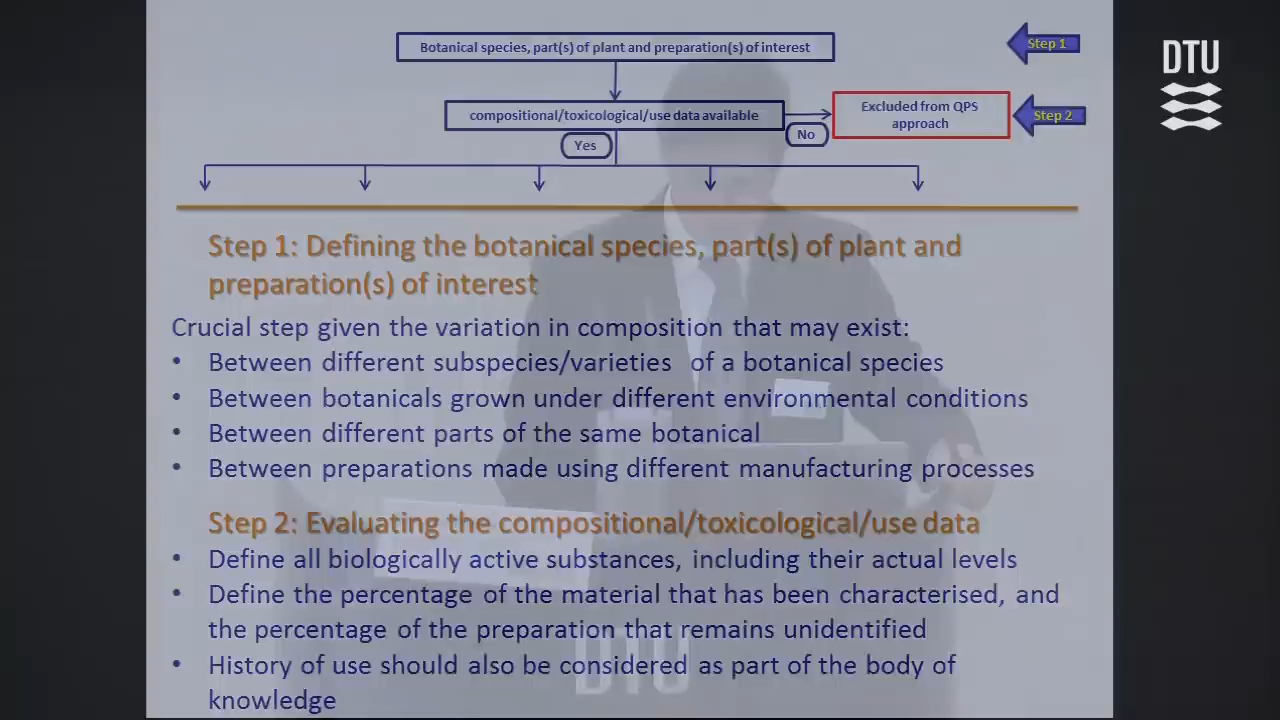 Botanical species, part(s) of plant and preparation(s) of interest
Step 1
DTU
compositional/toxicological/use data available
Excluded from QPS
approach
Step 2
No
Yes
Step 1: Defining the botanical species, part(s) of plant and
preparation(s) of interest
Crucial step given the variation in composition that may exist:
• Between different subspecies/varieties of a botanical species
• Between botanicals grown under different environmental conditions
• Between different parts of the same botanical
• Between preparations made using different manufacturing processes
Step 2: Evaluating the compositional/toxicological/use data
• Define all biologically active substances, including their actual levels
• Define the percentage of the material that has been characterised, and
the percentage of the preparation that remains unidentified
• History of use should also be considered as part of the body of
knowledge
DTU